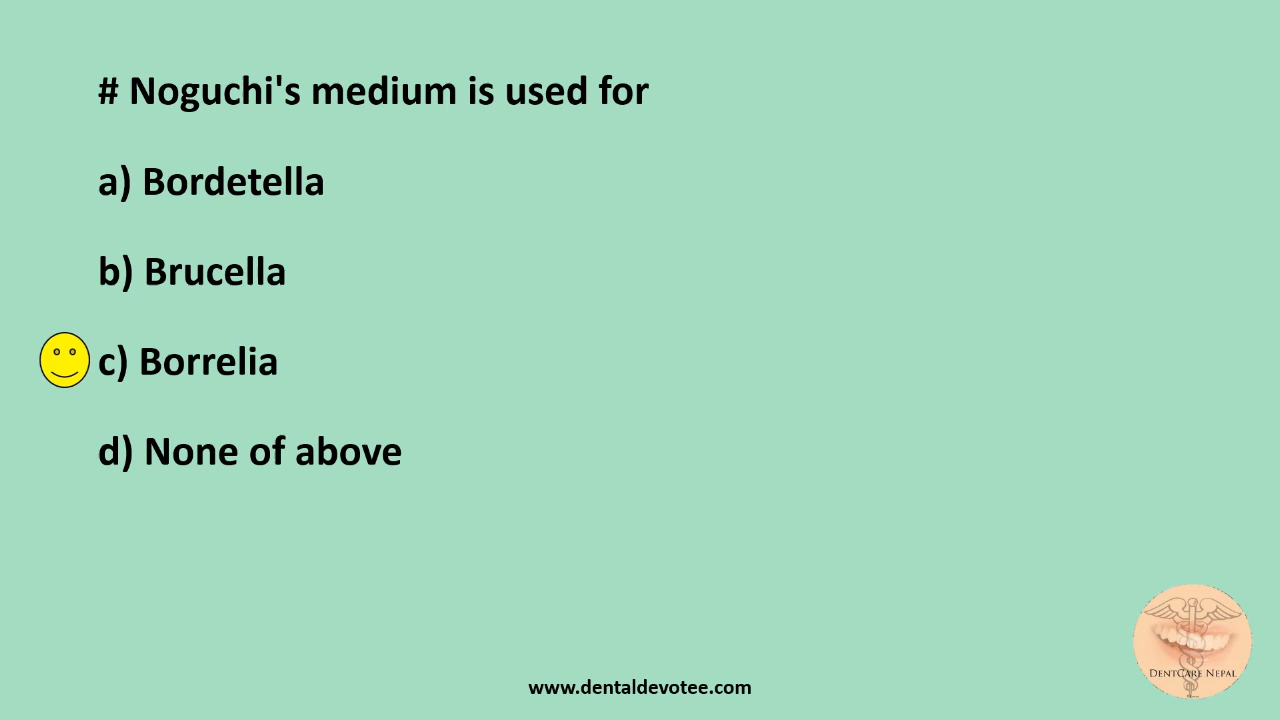 # Noguchi's medium is used for
a) Bordetella
b) Brucella
c) Borrelia
d) None of above
DentCare Nepal
www.dentaldevotee.com